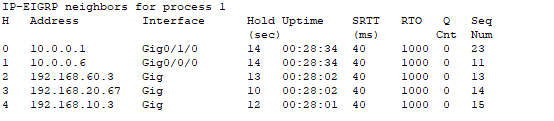 IP-EIGRP neighbors for process 1
H   Address         Interface      Hold Uptime    SRTT   RTO   Q   Seq
                                   (sec)          (ms)        Cnt  Num
0   10.0.0.1        Gig0/1/0       14   00:28:34  40     1000  0   23
1   10.0.0.6        Gig0/0/0       14   00:28:34  40     1000  0   11
2   192.168.60.3    Gig            13   00:28:02  40     1000  0   13
3   192.168.20.67   Gig            10   00:28:02  40     1000  0   14
4   192.168.10.3    Gig            12   00:28:01  40     1000  0   15